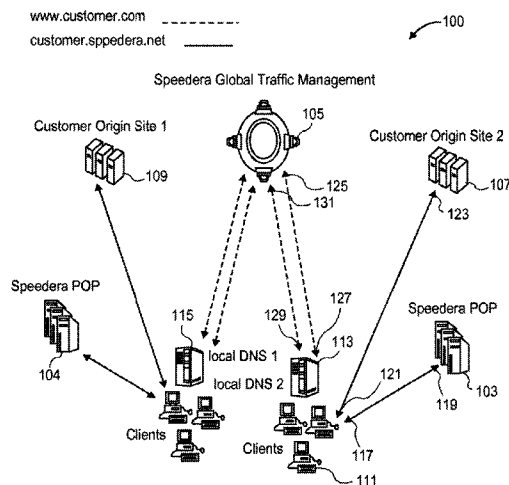 www.customer.com
customer.sppedera.net
100
Speedera Global Traffic Management
105
Customer Origin Site 1
109
Customer Origin Site 2
107
125
131
123
Speedera POP
104
115
local DNS 1
129
127
113
local DNS 2
Speedera POP
103
119
121
117
Clients
Clients
111